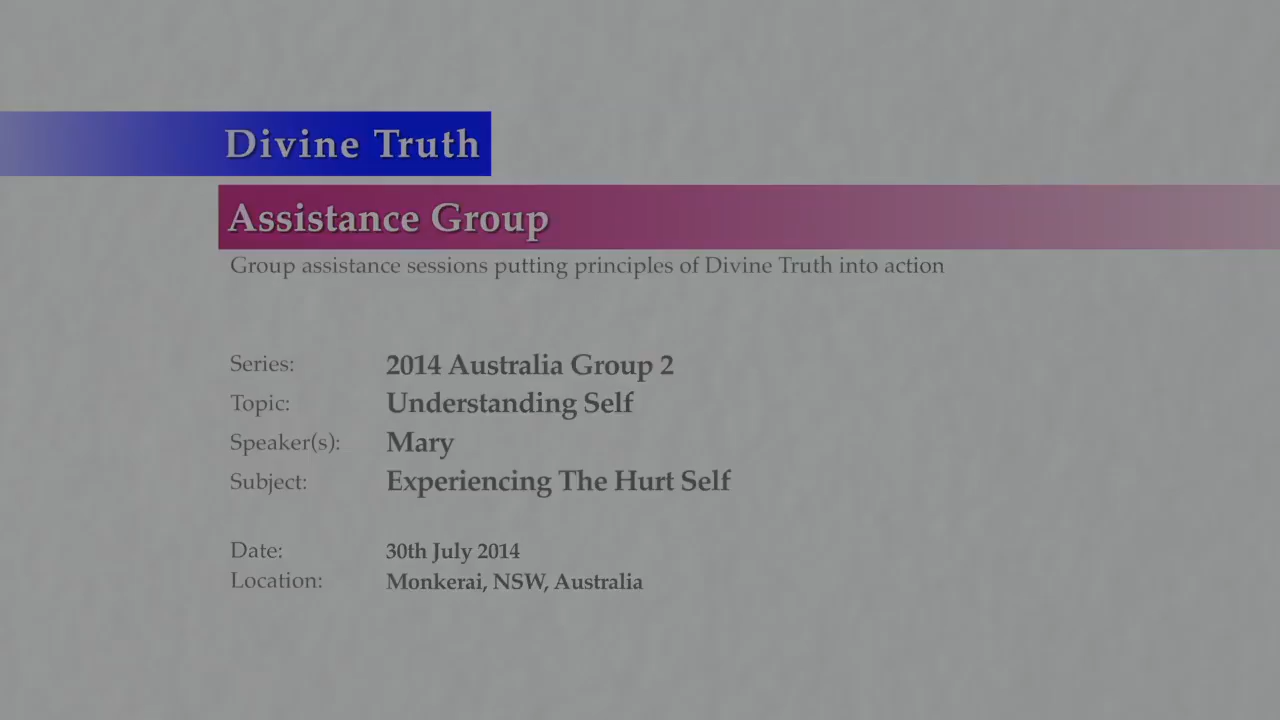 Divine Truth
Assistance Group
Group assistance sessions putting principles of Divine Truth into action
Series: 2014 Australia Group 2
Topic: Understanding Self
Speaker(s): Mary
Subject: Experiencing The Hurt Self
Date: 30th July 2014
Location: Monkerai, NSW, Australia